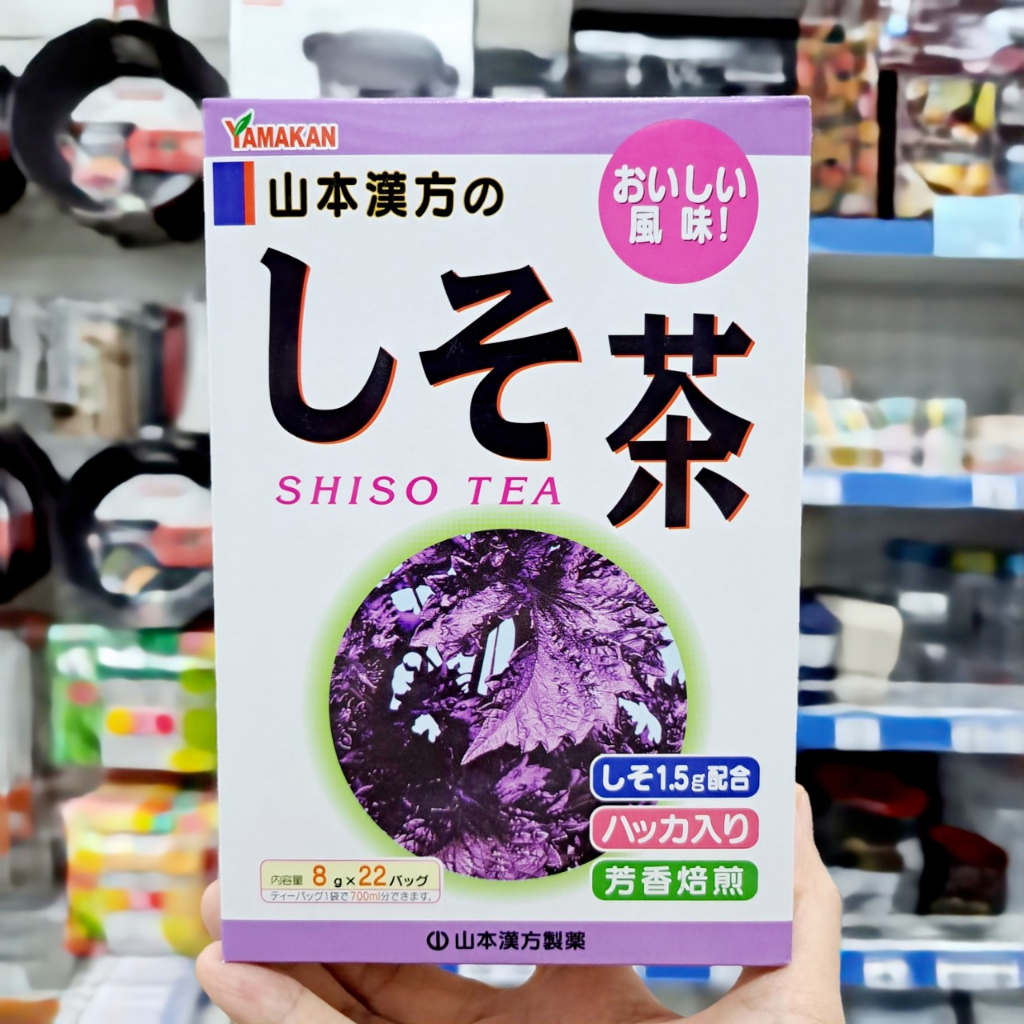 YAMAKAN
山本漢方の
おいしい
風味!
しそ茶
SHISO TEA
しそ1.5g配合
ハッカ入り
芳香焙煎
内容量 8g×22バッグ
ティーバッグ1袋で700ml分できます。
山本漢方製薬